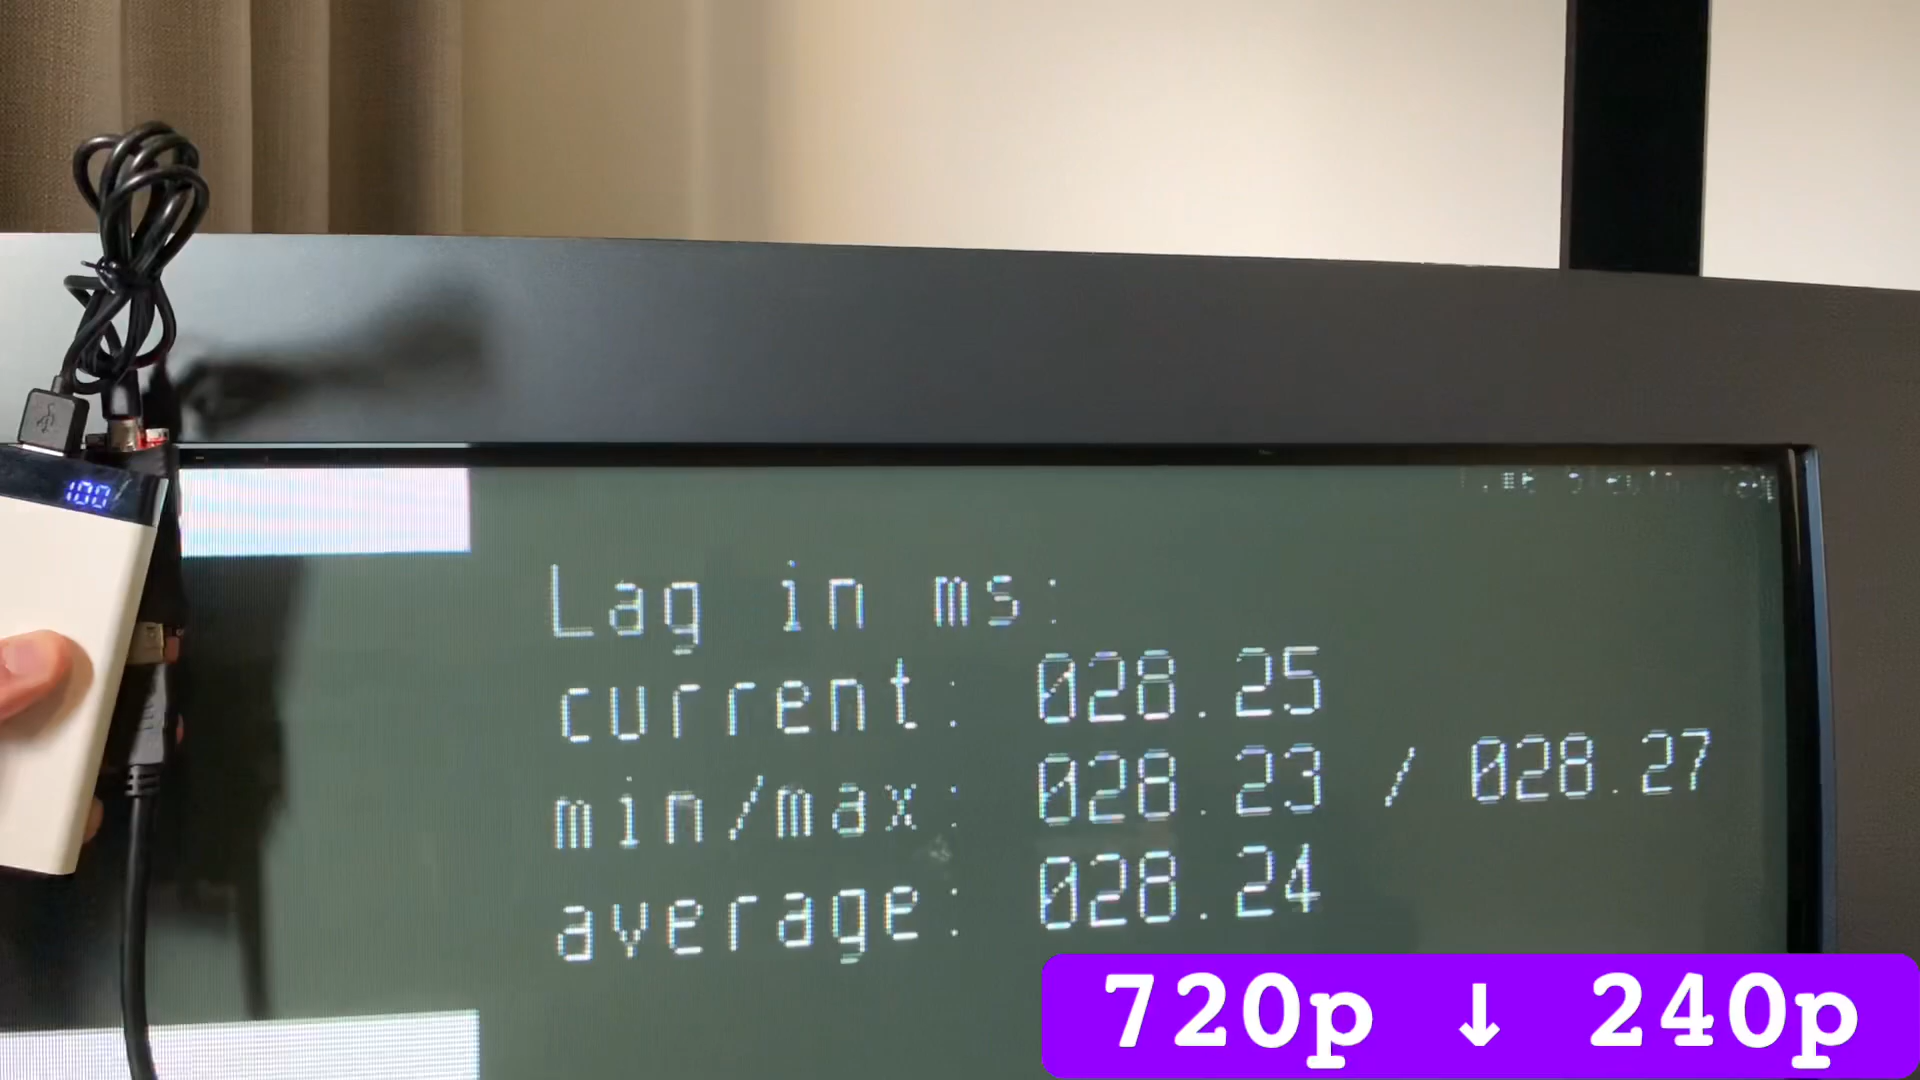 100
Lag in ms:
current: 028.25
min/max: 028.23 / 028.27
average: 028.24
720p ↓ 240p